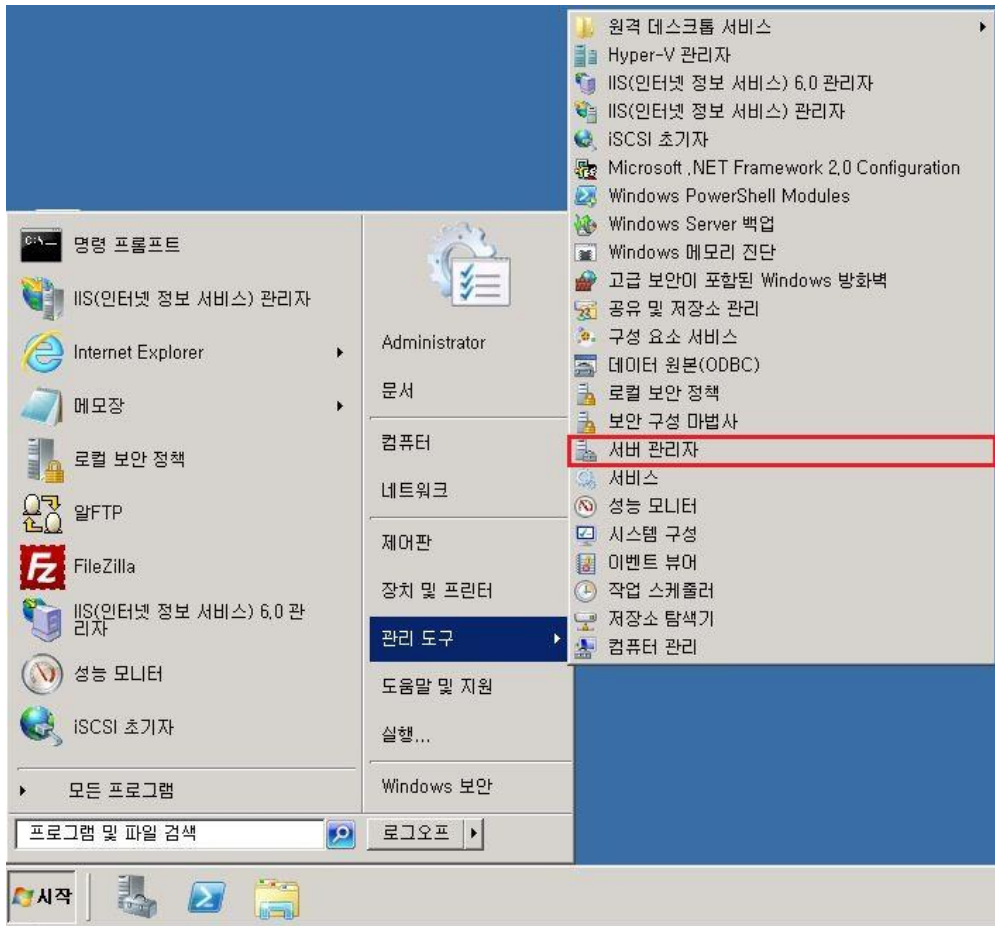 원격 데스크톱 서비스
Hyper-V 관리자
IIS(인터넷 정보 서비스) 6.0 관리자
IIS(인터넷 정보 서비스) 관리자
iSCSI 초기자
Microsoft .NET Framework 2.0 Configuration
Windows PowerShell Modules
Windows Server 백업
Windows 메모리 진단
고급 보안이 포함된 Windows 방화벽
공유 및 저장소 관리
구성 요소 서비스
데이터 원본(ODBC)
로컬 보안 정책
보안 구성 마법사
서버 관리자
서비스
성능 모니터
시스템 구성
이벤트 뷰어
작업 스케줄러
저장소 탐색기
컴퓨터 관리
C:\
명령 프롬프트
IIS(인터넷 정보 서비스) 관리자
Internet Explorer
메모장
로컬 보안 정책
알FTP
Fz
FileZilla
IIS(인터넷 정보 서비스) 6.0 관
리자
성능 모니터
iSCSI 초기자
모든 프로그램
프로그램 및 파일 검색
Administrator
문서
컴퓨터
네트워크
제어판
장치 및 프린터
관리 도구
도움말 및 지원
실행...
Windows 보안
로그오프
시작